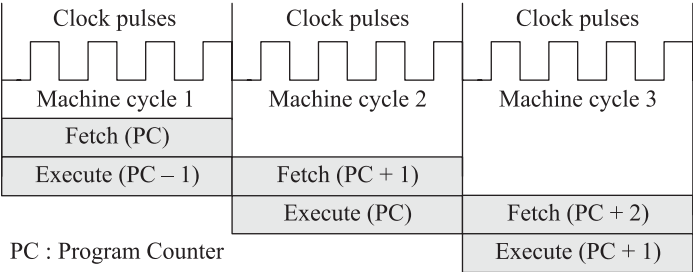 Clock pulses Clock pulses Clock pulses
Machine cycle 1 Machine cycle 2 Machine cycle 3
Fetch (PC)
Execute (PC – 1) Fetch (PC + 1)
Execute (PC) Fetch (PC + 2)
PC : Program Counter Execute (PC + 1)